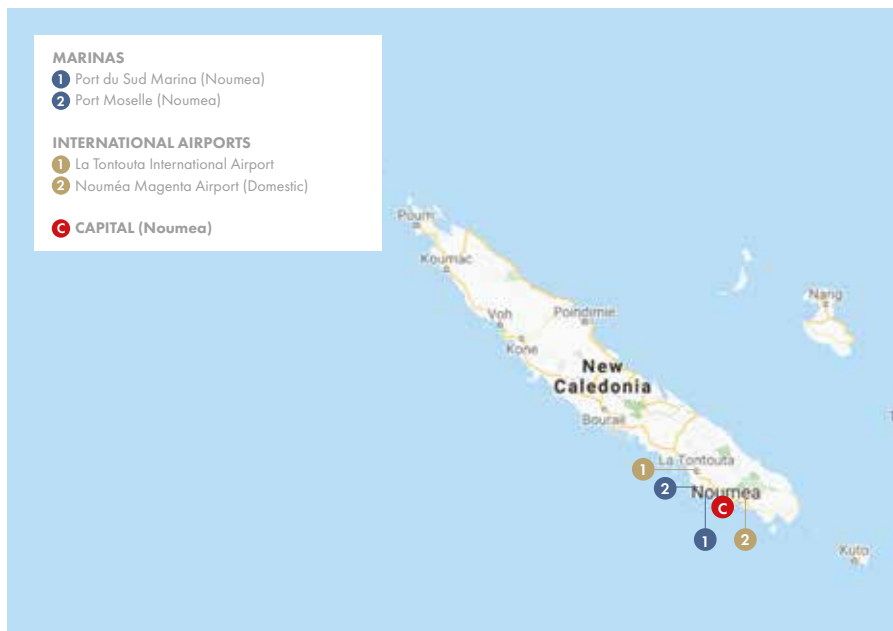 MARINAS
1 Port du Sud Marina (Noumea)
2 Port Moselle (Noumea)
INTERNATIONAL AIRPORTS
1 La Tontouta International Airport
2 Nouméa Magenta Airport (Domestic)
C CAPITAL (Noumea)
Poum
Koumac
Nang
Voh
Poindimie
Kone
New
Caledonia
Bourail
La Tontouta
1
2
Noumea
C
1
2
Kuto